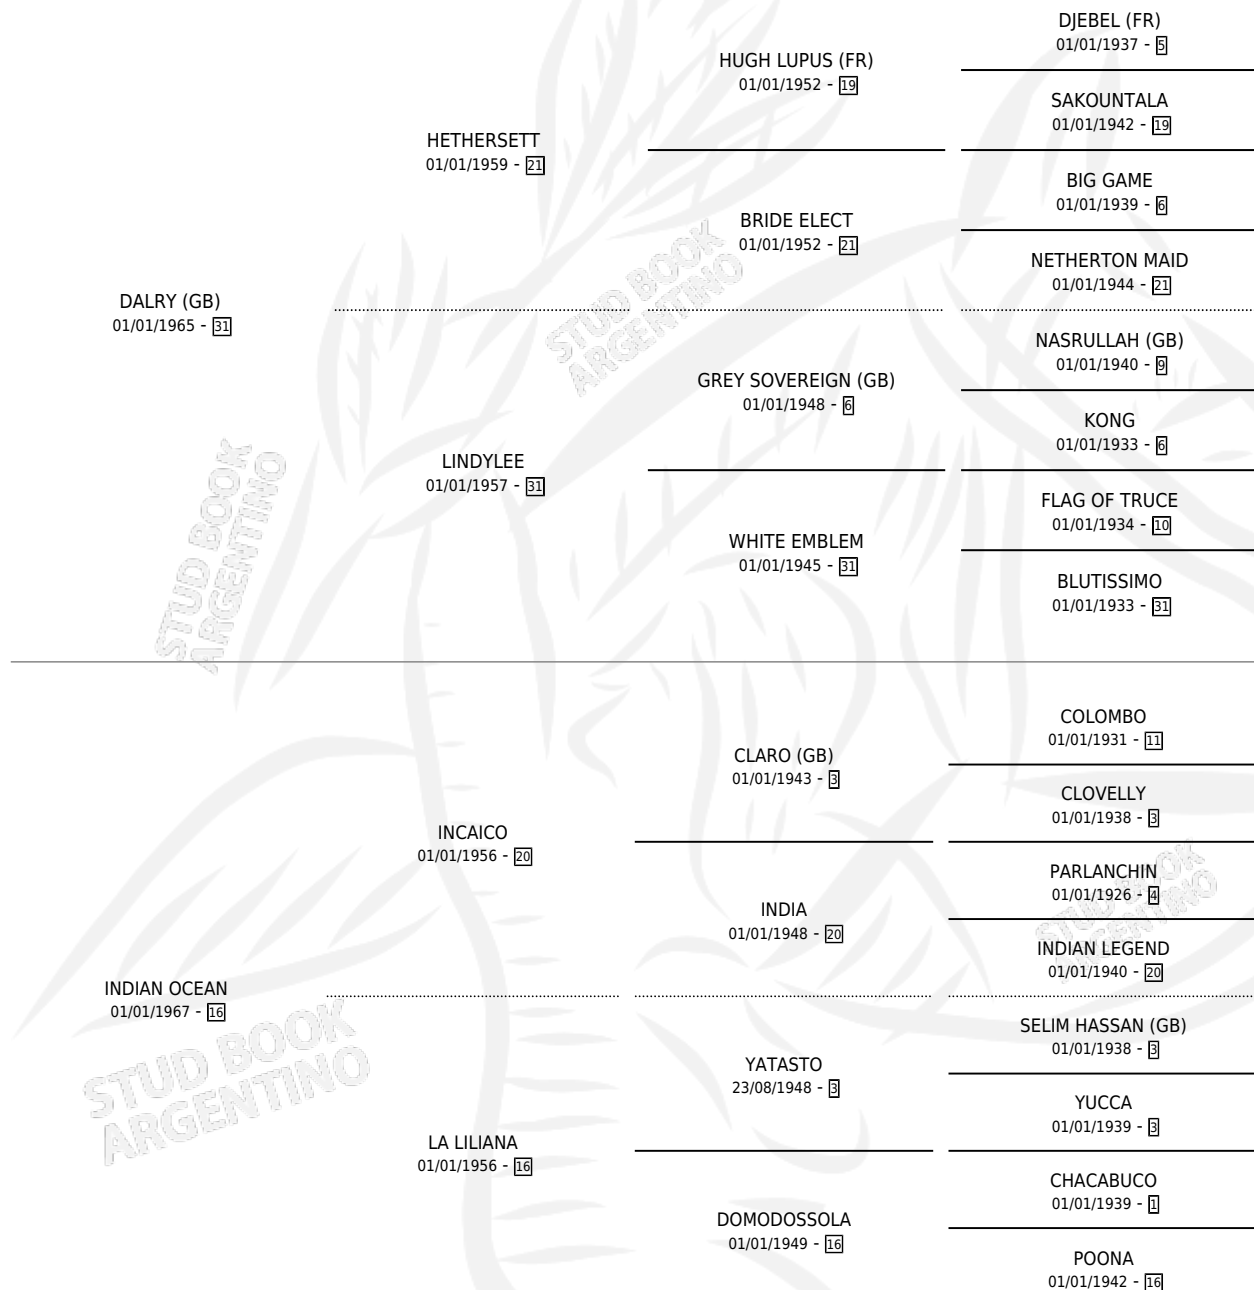 DALRY (GB)
01/01/1965 - 31
HETHERSETT
01/01/1959 - 21
LINDYLEE
01/01/1957 - 31
HUGH LUPUS (FR)
01/01/1952 - 19
BRIDE ELECT
01/01/1952 - 21
GREY SOVEREIGN (GB)
01/01/1948 - 6
WHITE EMBLEM
01/01/1945 - 31
DJEBEL (FR)
01/01/1937 - 5
SAKOUNTALA
01/01/1942 - 19
BIG GAME
01/01/1939 - 6
NETHERTON MAID
01/01/1944 - 21
NASRULLAH (GB)
01/01/1940 - 9
KONG
01/01/1933 - 6
FLAG OF TRUCE
01/01/1934 - 10
BLUTISSIMO
01/01/1933 - 31
INDIAN OCEAN
01/01/1967 - 16
INCAICO
01/01/1956 - 20
LA LILIANA
01/01/1956 - 16
CLARO (GB)
01/01/1943 - 3
INDIA
01/01/1948 - 20
YATASTO
23/08/1948 - 3
DOMODOSSOLA
01/01/1949 - 16
COLOMBO
01/01/1931 - 11
CLOVELLY
01/01/1938 - 3
PARLANCHIN
01/01/1926 - 4
INDIAN LEGEND
01/01/1940 - 20
SELIM HASSAN (GB)
01/01/1938 - 3
YUCCA
01/01/1939 - 3
CHACABUCO
01/01/1939 - 1
POONA
01/01/1942 - 16
STUD BOOK
ARGENTINO
STUD BOOK
ARGENTINO
STUD BOOK
ARGENTINO
STUD BOOK
ARGENTINO